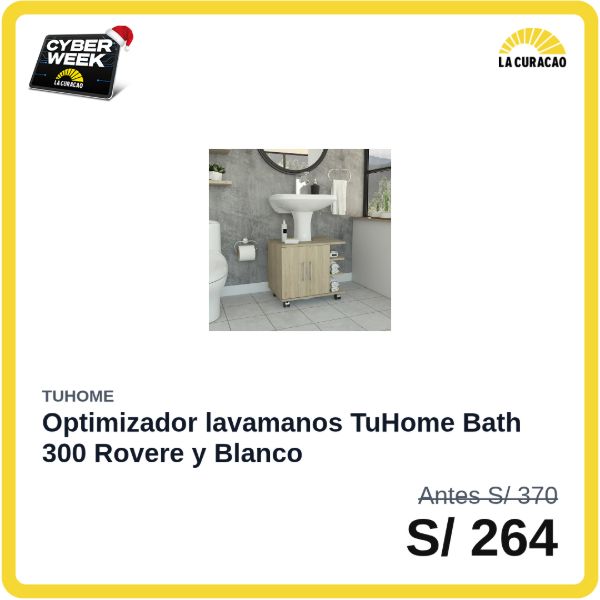 CYBER
WEEK
LA CURACAO
LA CURACAO
TUHOME
Optimizador lavamanos TuHome Bath
300 Rovere y Blanco
Antes S/ 370
S/ 264